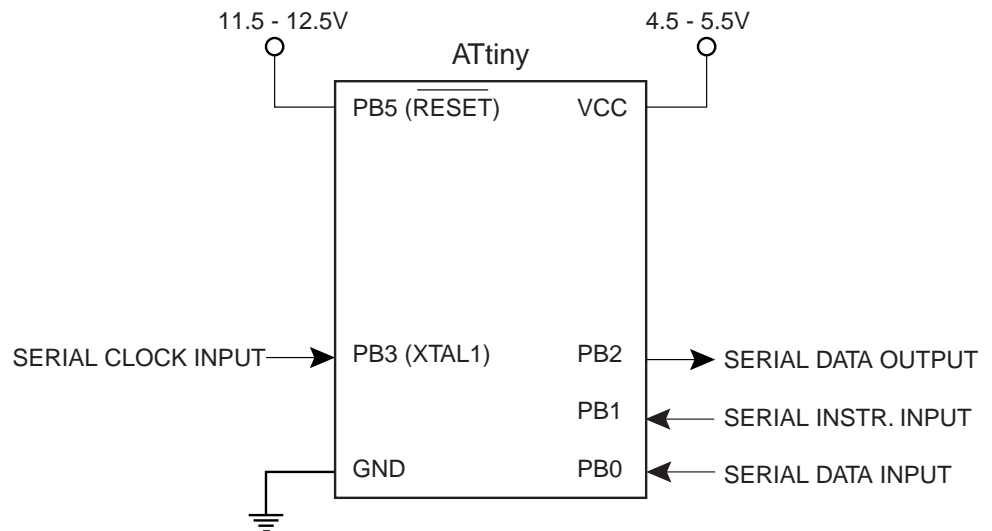 11.5 - 12.5V
4.5 - 5.5V
ATtiny
PB5 (RESET)
VCC
SERIAL CLOCK INPUT
PB3 (XTAL1)
PB2
SERIAL DATA OUTPUT
PB1
SERIAL INSTR. INPUT
GND
PB0
SERIAL DATA INPUT